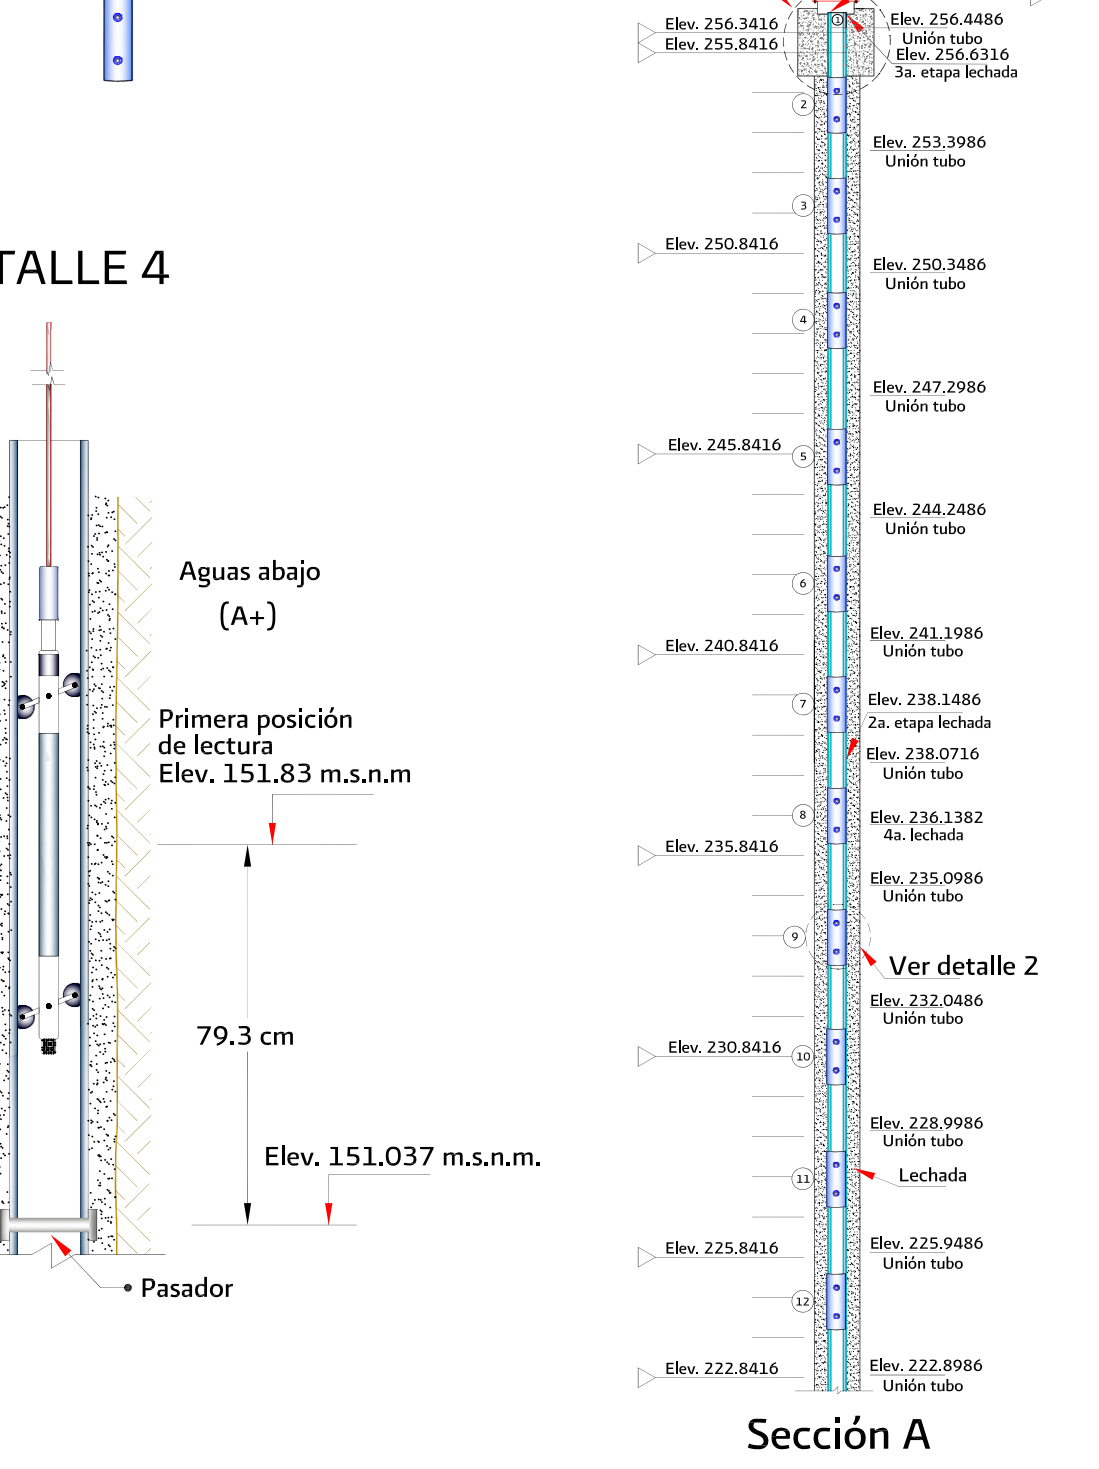 TALLE 4
Aguas abajo
(A+)
Primera posición
de lectura
Elev. 151.83 m.s.n.m
79.3 cm
Elev. 151.037 m.s.n.m.
Pasador
Elev. 256.3416
Elev. 255.8416
Elev. 250.8416
Elev. 245.8416
Elev. 240.8416
Elev. 235.8416
Elev. 230.8416
Elev. 225.8416
Elev. 222.8416
1
2
3
4
5
6
7
8
9
10
11
12
Elev. 256.4486
Unión tubo
Elev. 256.6316
3a. etapa lechada
Elev. 253.3986
Unión tubo
Elev. 250.3486
Unión tubo
Elev. 247.2986
Unión tubo
Elev. 244.2486
Unión tubo
Elev. 241.1986
Unión tubo
Elev. 238.1486
2a. etapa lechada
Elev. 238.0716
Unión tubo
Elev. 236.1382
4a. lechada
Elev. 235.0986
Unión tubo
Ver detalle 2
Elev. 232.0486
Unión tubo
Elev. 228.9986
Unión tubo
Lechada
Elev. 225.9486
Unión tubo
Elev. 222.8986
Unión tubo
Sección A